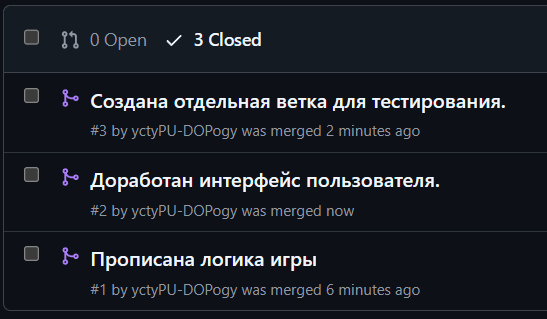 0 Open 3 Closed
Создана отдельная ветка для тестирования.
#3 by yctyPU-DOPogy was merged 2 minutes ago
Доработан интерфейс пользователя.
#2 by yctyPU-DOPogy was merged now
Прописана логика игры
#1 by yctyPU-DOPogy was merged 6 minutes ago